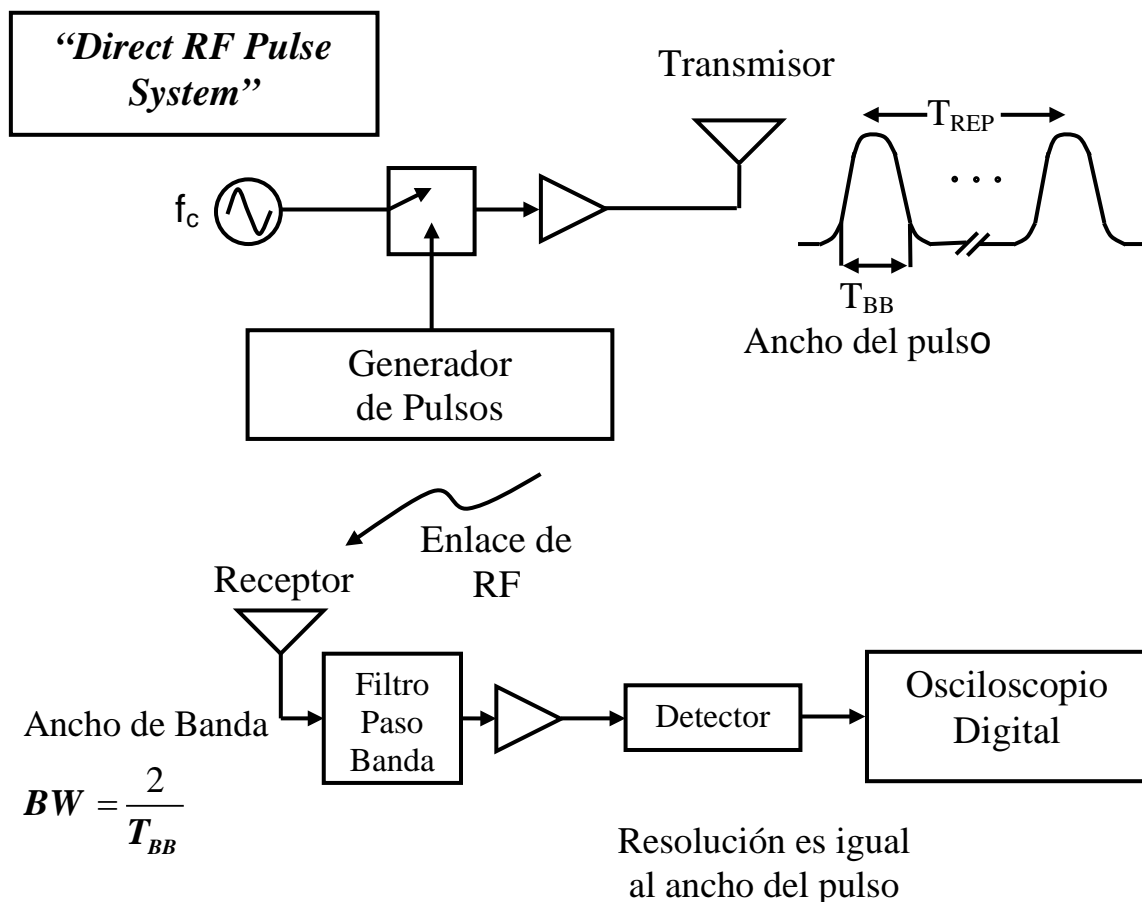 “Direct RF Pulse
System”
Transmisor
T_REP
f_c
T_BB
Ancho del pulso
Generador
de Pulsos
Enlace de
RF
Receptor
Filtro
Paso
Banda
Detector
Osciloscopio
Digital
Ancho de Banda
BW = 2 / T_BB
Resolución es igual
al ancho del pulso